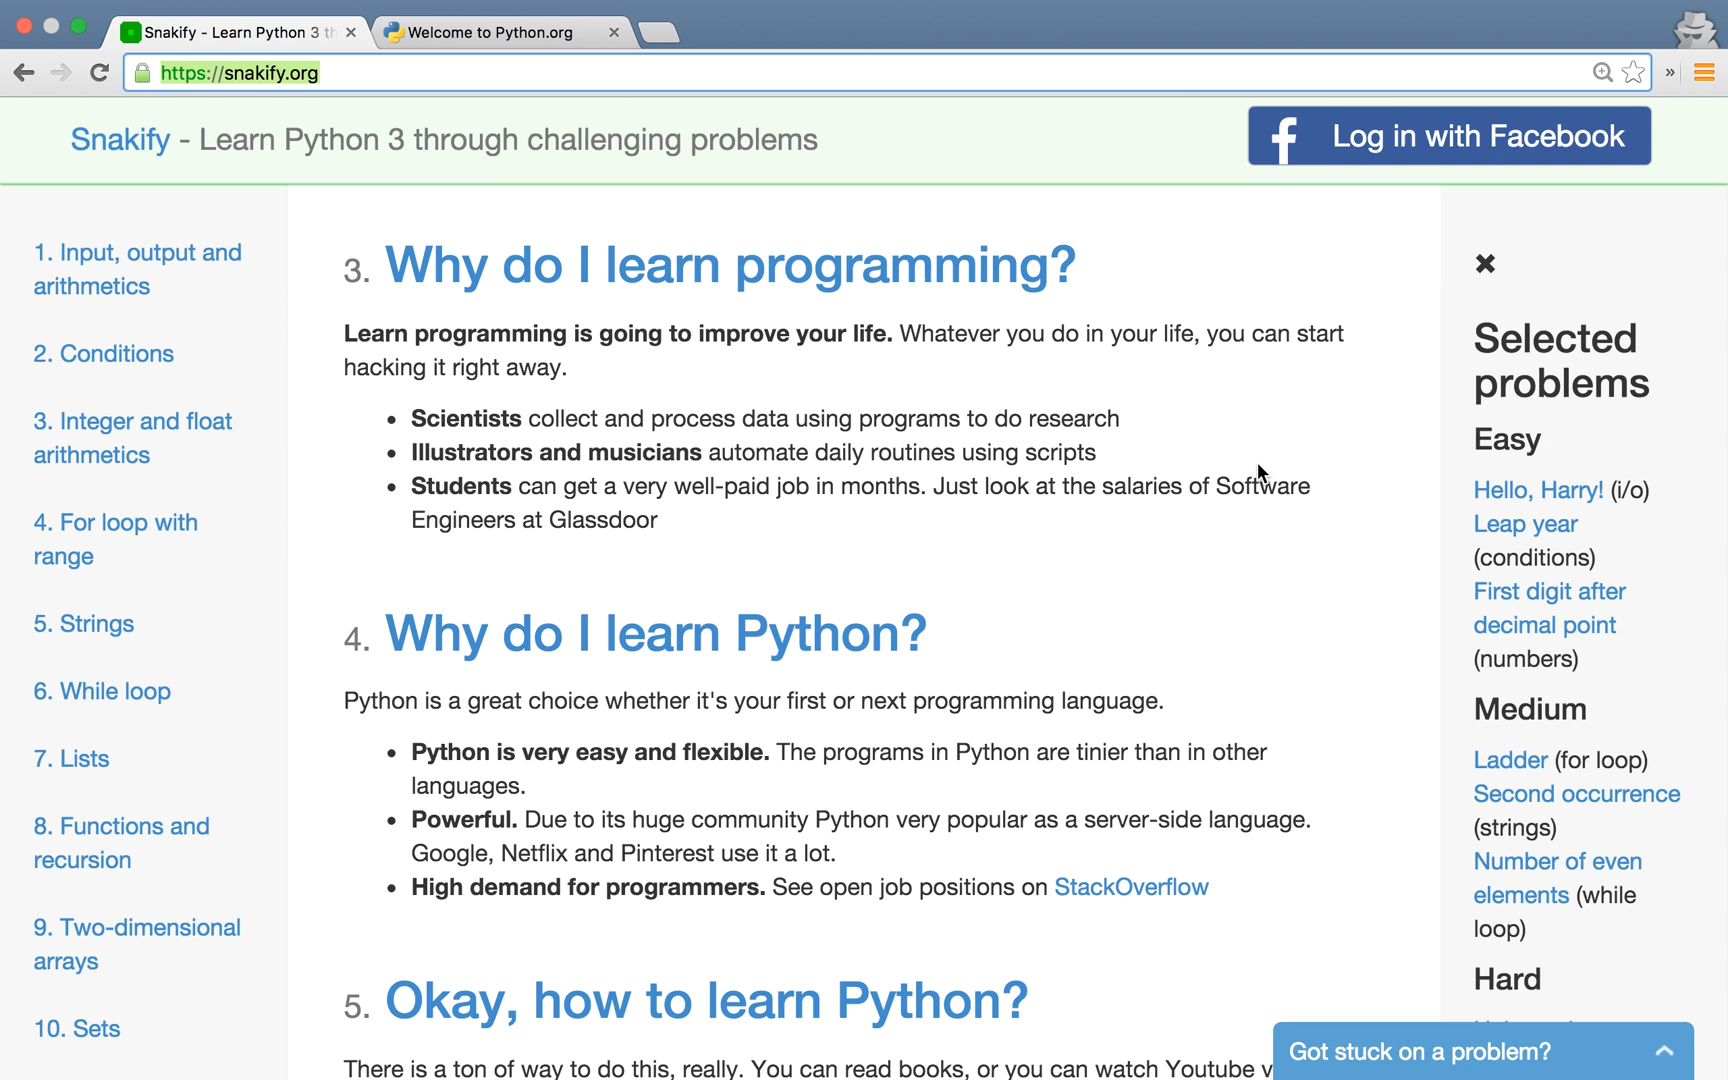 Snakify - Learn Python 3 th
Welcome to Python.org
https://snakify.org
»
Snakify - Learn Python 3 through challenging problems
f Log in with Facebook
1. Input, output and
arithmetics
2. Conditions
3. Integer and float
arithmetics
4. For loop with
range
5. Strings
6. While loop
7. Lists
8. Functions and
recursion
9. Two-dimensional
arrays
10. Sets
3. Why do I learn programming?
Learn programming is going to improve your life. Whatever you do in your life, you can start
hacking it right away.
• Scientists collect and process data using programs to do research
• Illustrators and musicians automate daily routines using scripts
• Students can get a very well-paid job in months. Just look at the salaries of Software
Engineers at Glassdoor
4. Why do I learn Python?
Python is a great choice whether it's your first or next programming language.
• Python is very easy and flexible. The programs in Python are tinier than in other
languages.
• Powerful. Due to its huge community Python very popular as a server-side language.
Google, Netflix and Pinterest use it a lot.
• High demand for programmers. See open job positions on StackOverflow
5. Okay, how to learn Python?
There is a ton of way to do this, really. You can read books, or you can watch Youtube v
Selected
problems
Easy
Hello, Harry! (i/o)
Leap year
(conditions)
First digit after
decimal point
(numbers)
Medium
Ladder (for loop)
Second occurrence
(strings)
Number of even
elements (while
loop)
Hard
Got stuck on a problem?